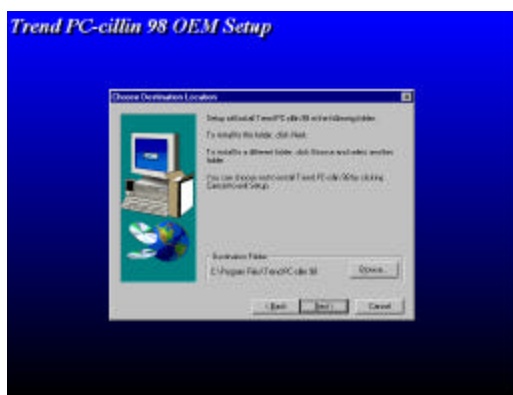 Trend PC-cillin 98 OEM Setup
Choose Destination Location
Setup will install Trend PC-cillin 98 in the following folder.
To install to this folder, click Next.
To install to a different folder, click Browse and select another
folder.
You can choose not to install Trend PC-cillin 98 by clicking
Cancel to exit Setup.
Destination Folder
C:\Program Files\Trend PC-cillin 98
Browse...
< Back
Next >
Cancel